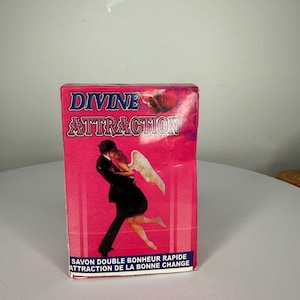 DIVINE
ATTRACTION
SAVON DOUBLE BONHEUR RAPIDE
ATTRACTION DE LA BONNE CHANGE